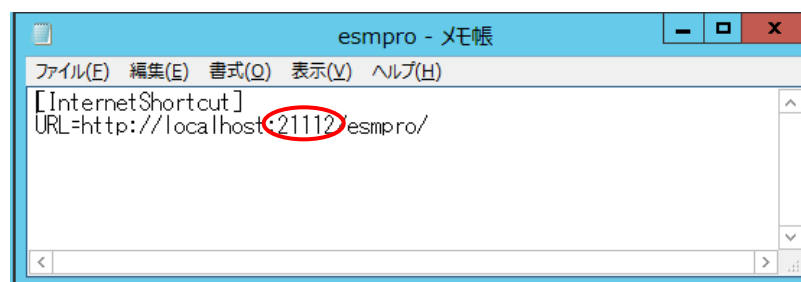 esmpro - メモ帳
ファイル(F) 編集(E) 書式(O) 表示(V) ヘルプ(H)
[InternetShortcut]
URL=http://localhost:21112/esmpro/